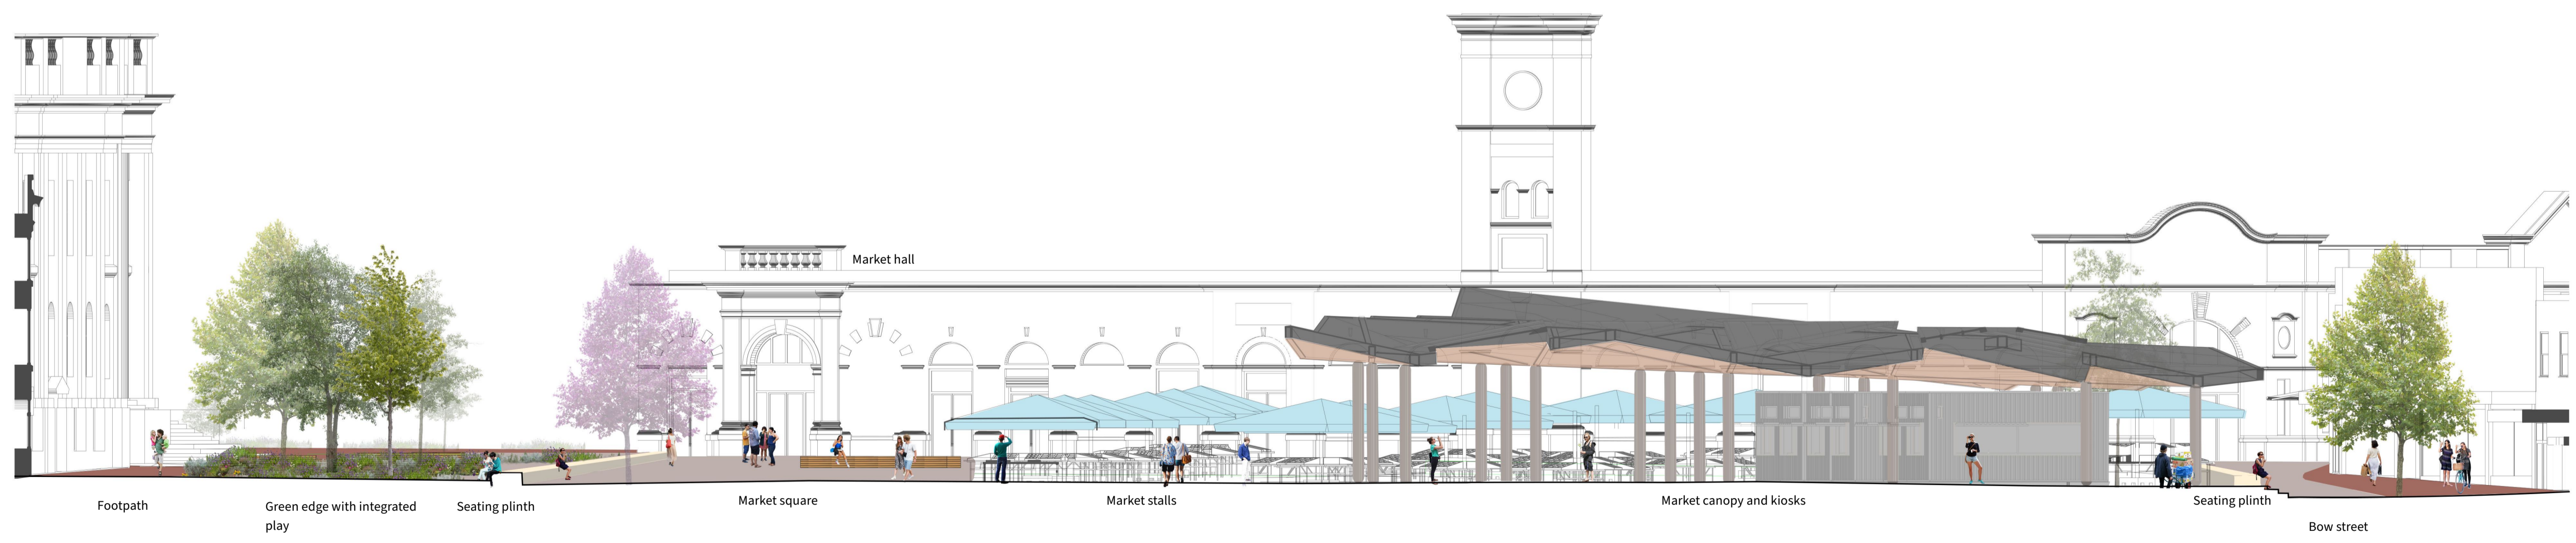 Market hall
Footpath
Green edge with integrated
play
Seating plinth
Market square
Market stalls
Market canopy and kiosks
Seating plinth
Bow street